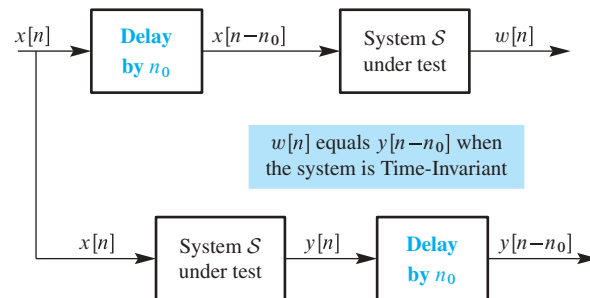 x[n]
Delay
by n₀
x[n−n₀]
System 𝒮
under test
w[n]
w[n] equals y[n−n₀] when
the system is Time-Invariant
x[n]
System 𝒮
under test
y[n]
Delay
by n₀
y[n−n₀]